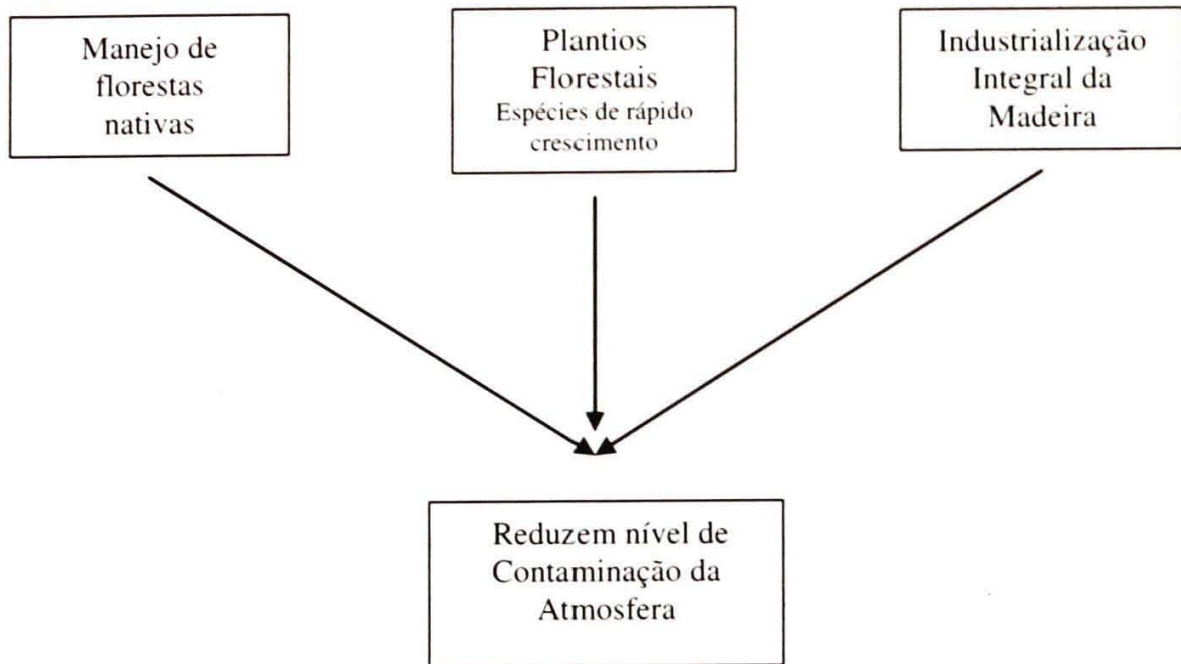 Manejo de
florestas
nativas
Plantios
Florestais
Espécies de rápido
crescimento
Industrialização
Integral da
Madeira
Reduzem nível de
Contaminação da
Atmosfera